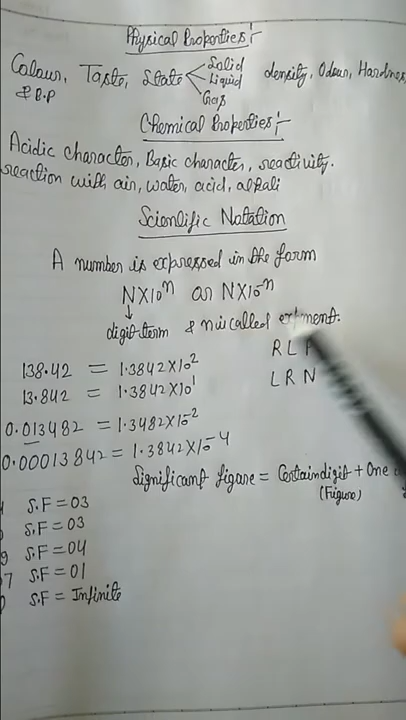 Physical Properties:-
Colour, Taste, State Solid Liquid Gas density, Odour, Hardness,
& B.P
Chemical Properties:-
Acidic character, Basic character, reactivity.
reaction with air, water, acid, alkali
Scientific Notation
A number is expressed in the form
N×10ⁿ or N×10⁻ⁿ
digit term & n is called
R L
L R N
138.42 = 1.3842×10²
13.842 = 1.3842×10¹
0.013482 = 1.3482×10⁻²
0.00013842 = 1.3842×10⁻⁴
Significant figure = Certain digit + One
(Figure)
S.F = 03
S.F = 03
9 S.F = 04
7 S.F = 01
S.F = Infinite